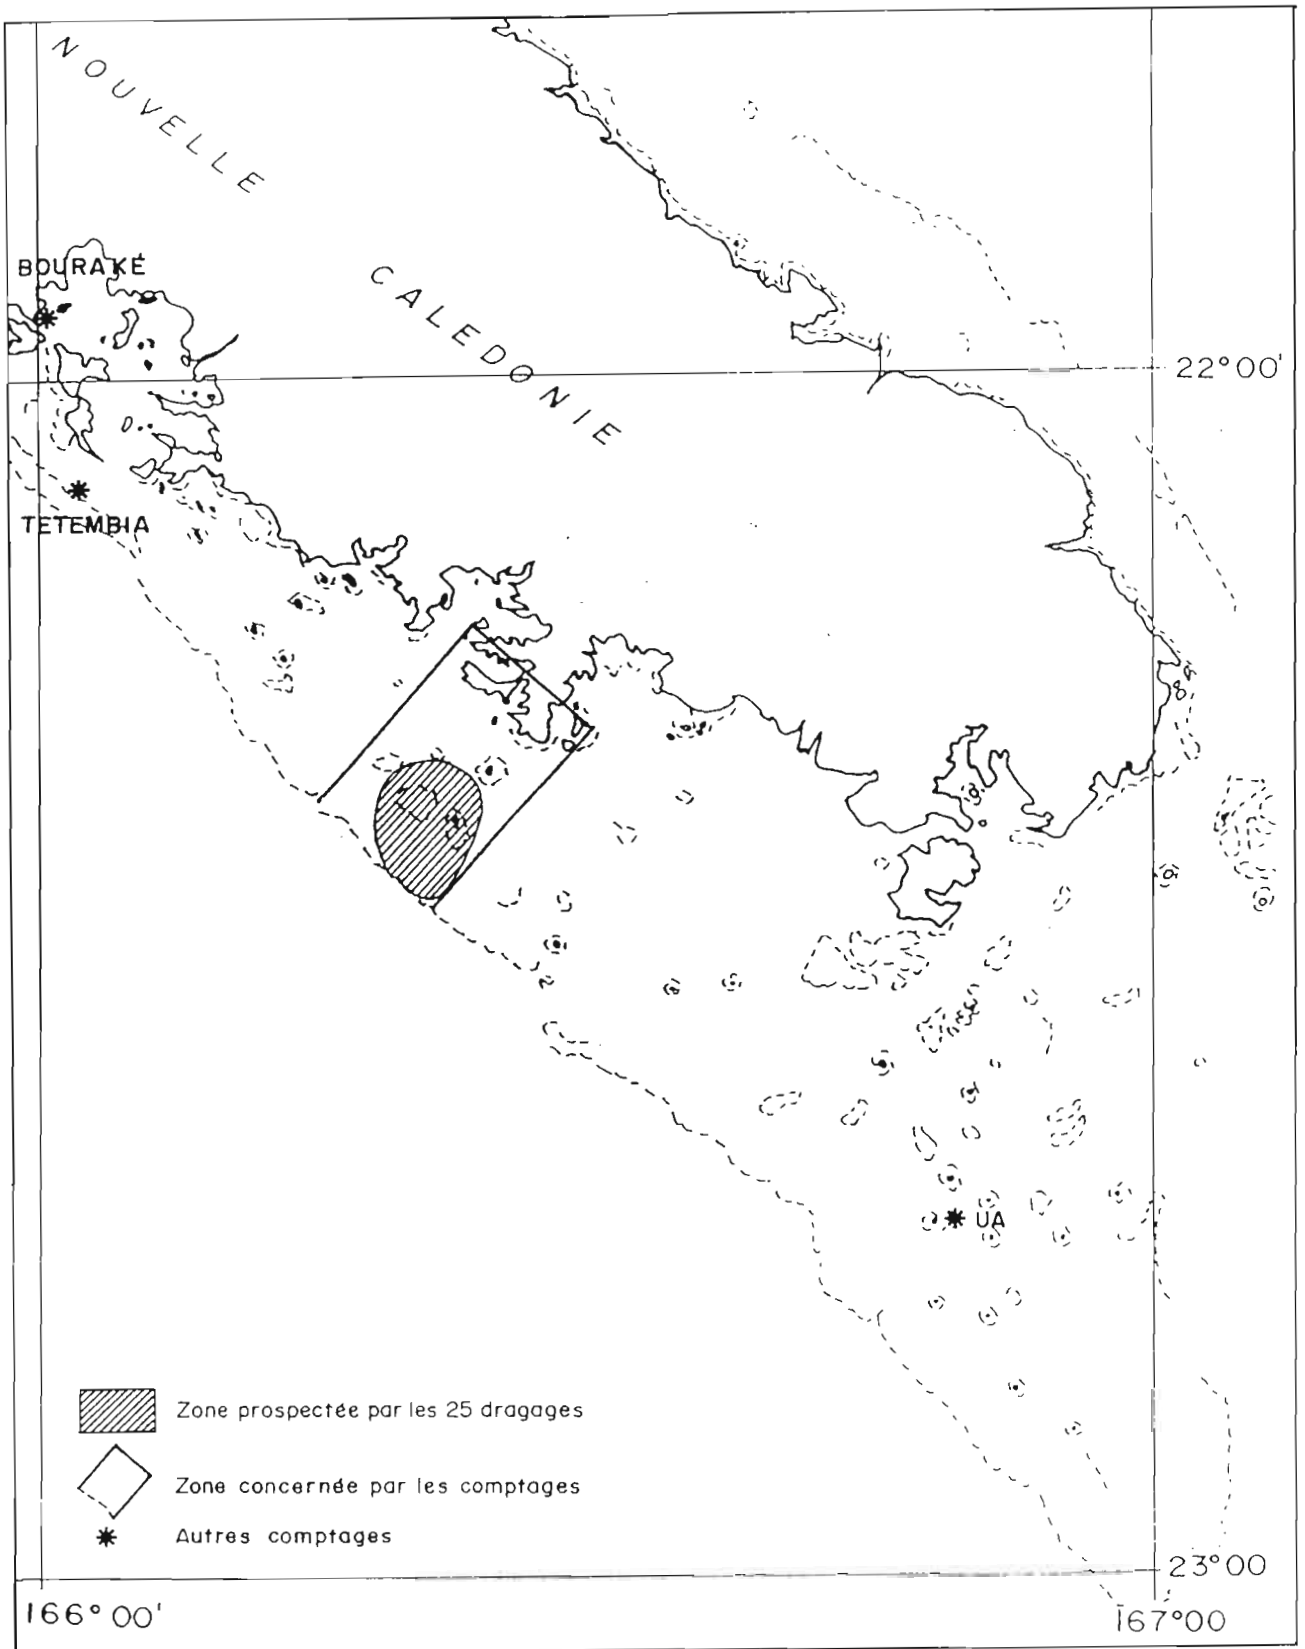 NOUVELLE
CALEDONIE
BOURAKÉ
22°00'
TETEMBIA
UA
Zone prospectée par les 25 dragages
Zone concernée par les comptages
Autres comptages
23°00
166°00'
167°00